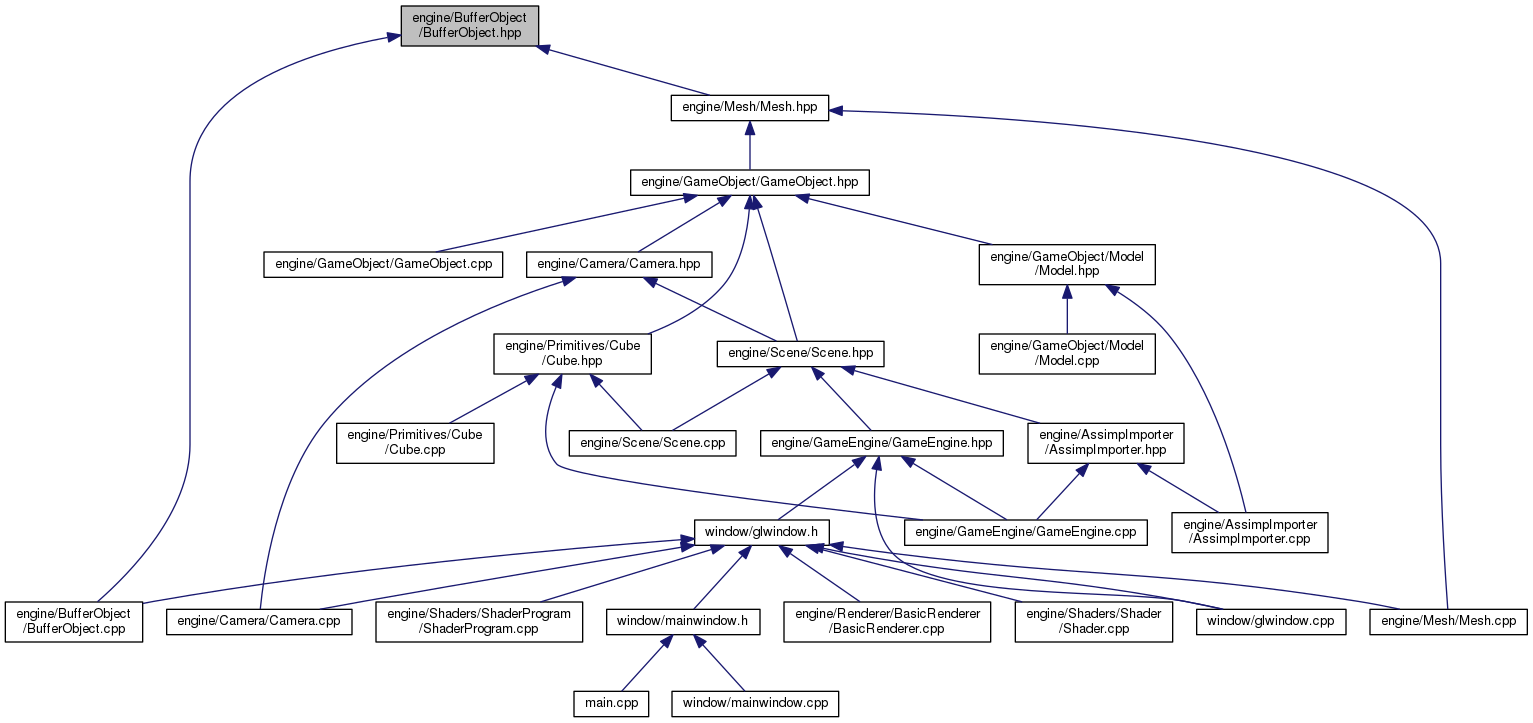 engine/BufferObject
/BufferObject.hpp
engine/Mesh/Mesh.hpp
engine/GameObject/GameObject.hpp
engine/GameObject/GameObject.cpp
engine/Camera/Camera.hpp
engine/GameObject/Model
/Model.hpp
engine/Primitives/Cube
/Cube.hpp
engine/Scene/Scene.hpp
engine/GameObject/Model
/Model.cpp
engine/Primitives/Cube
/Cube.cpp
engine/Scene/Scene.cpp
engine/GameEngine/GameEngine.hpp
engine/AssimpImporter
/AssimpImporter.hpp
window/glwindow.h
engine/GameEngine/GameEngine.cpp
engine/AssimpImporter
/AssimpImporter.cpp
engine/BufferObject
/BufferObject.cpp
engine/Camera/Camera.cpp
engine/Shaders/ShaderProgram
/ShaderProgram.cpp
window/mainwindow.h
engine/Renderer/BasicRenderer
/BasicRenderer.cpp
engine/Shaders/Shader
/Shader.cpp
window/glwindow.cpp
engine/Mesh/Mesh.cpp
main.cpp
window/mainwindow.cpp